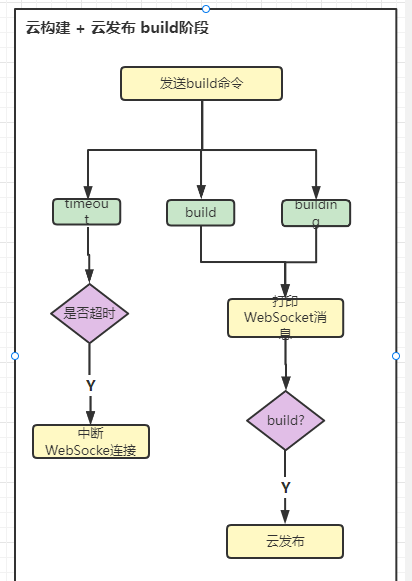 云构建 + 云发布 build阶段
发送build命令
timeou
t
build
buildin
g
打印
WebSocket消
息
是否超时
build?
Y
中断
WebSocke连接
Y
云发布